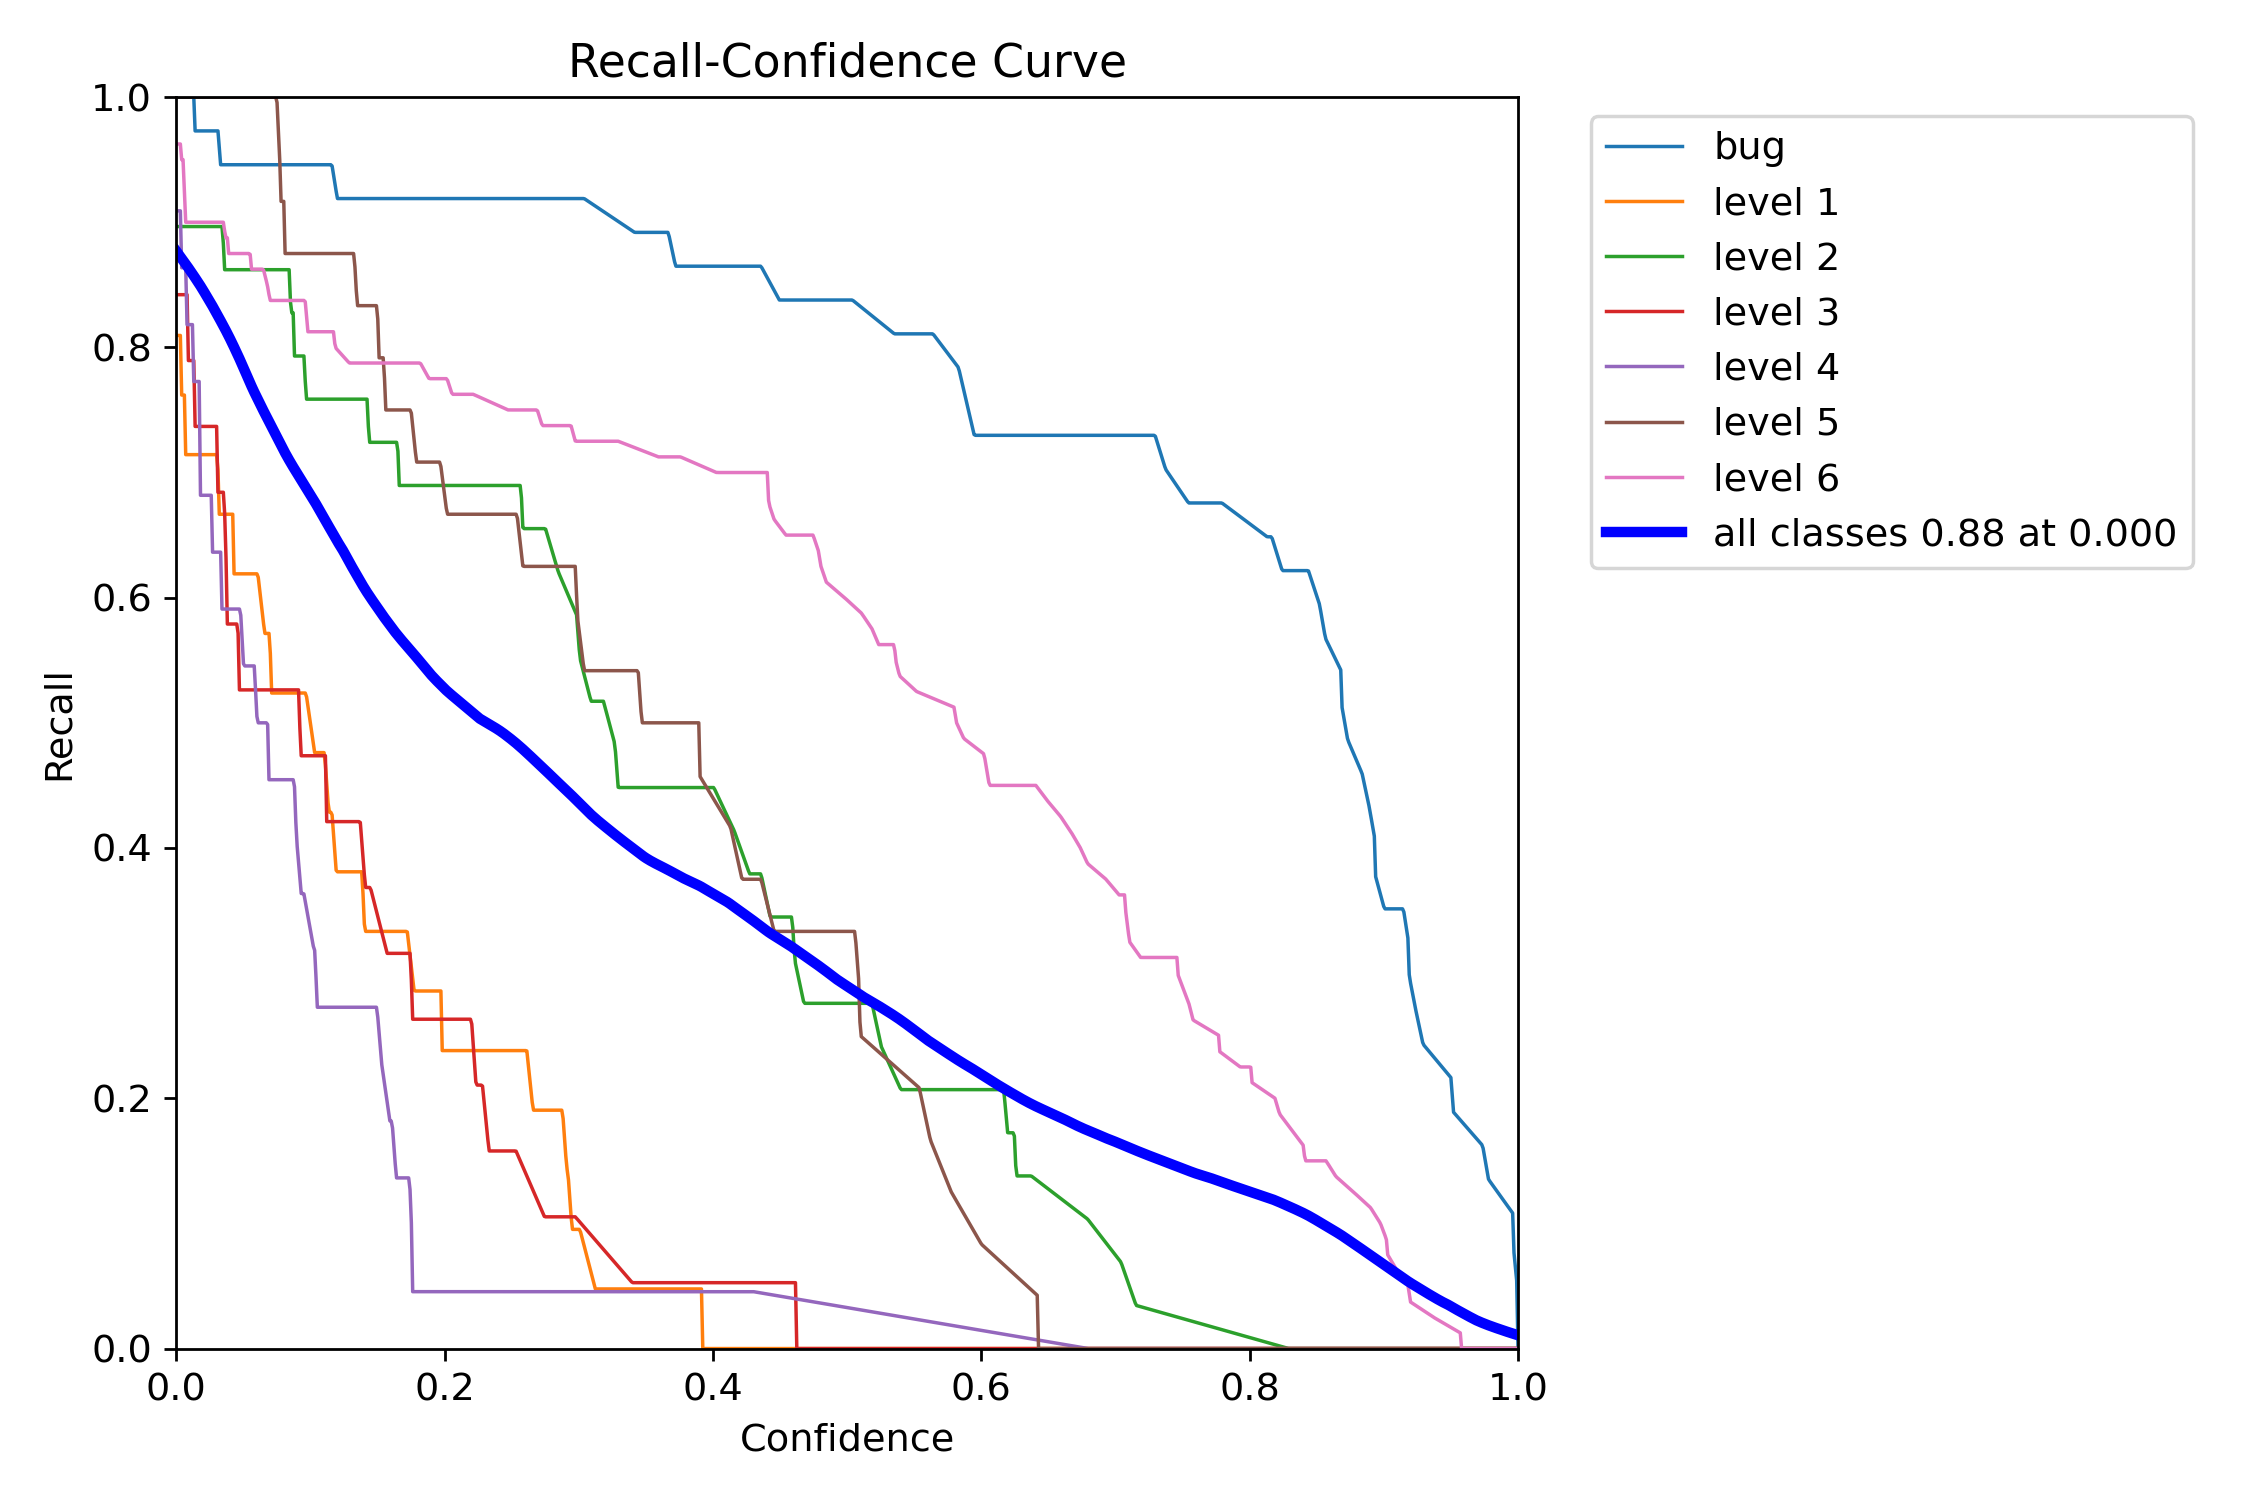 Recall-Confidence Curve
1.0
0.8
0.6
0.4
0.2
0.0
Recall
0.0 0.2 0.4 0.6 0.8 1.0
Confidence
bug
level 1
level 2
level 3
level 4
level 5
level 6
all classes 0.88 at 0.000